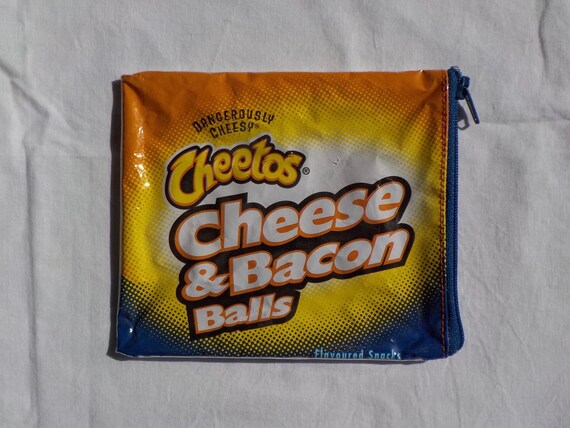 DANGEROUSLY
CHEESY®
Cheetos®
Cheese
&Bacon
Balls
Flavoured Snacks